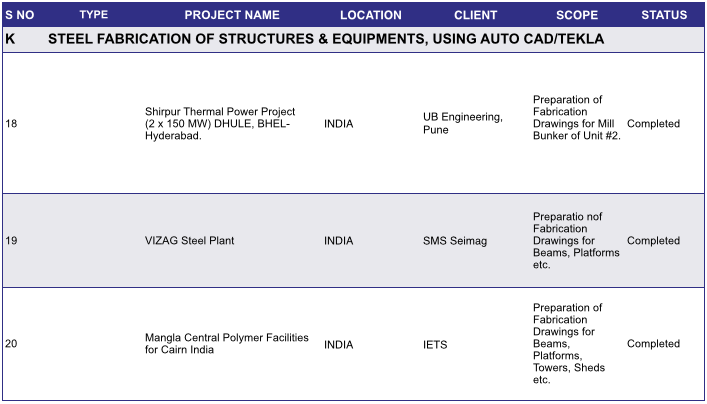 S NO TYPE PROJECT NAME LOCATION CLIENT SCOPE STATUS
K STEEL FABRICATION OF STRUCTURES & EQUIPMENTS, USING AUTO CAD/TEKLA
18
Shirpur Thermal Power Project
(2 x 150 MW) DHULE, BHEL-
Hyderabad.
INDIA
UB Engineering,
Pune
Preparation of
Fabrication
Drawings for Mill
Bunker of Unit #2.
Completed
19
VIZAG Steel Plant
INDIA
SMS Seimag
Preparatio nof
Fabrication
Drawings for
Beams, Platforms
etc.
Completed
20
Mangla Central Polymer Facilities
for Cairn India
INDIA
IETS
Preparation of
Fabrication
Drawings for
Beams,
Platforms,
Towers, Sheds
etc.
Completed